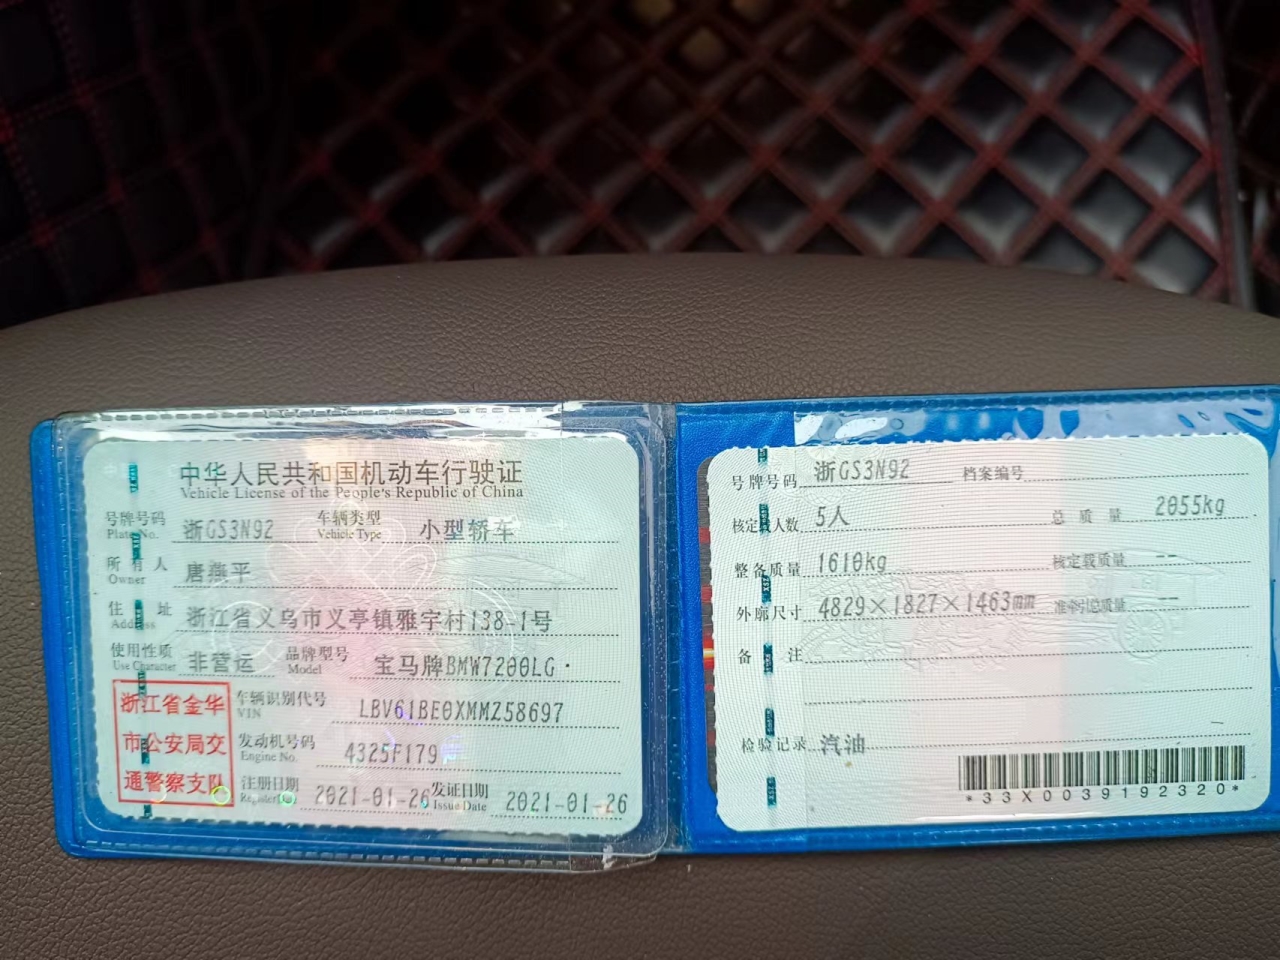 中华人民共和国机动车行驶证
Vehicle License of the People's Republic of China
号牌号码 浙GS3N92 车辆类型 小型轿车
Plate No. Vehicle Type
所有人 唐燕平
Owner
住址 浙江省义乌市义亭镇雅宇村138-1号
Address
使用性质 非营运 品牌型号 宝马牌BMW7200LG
Use Character Model
浙江省金华
市公安局交
通警察支队
车辆识别代号 LBV61BE0XMMZ58697
VIN
发动机号码 4325F179
Engine No.
注册日期 2021-01-26 发证日期 2021-01-26
Register Date Issue Date
号牌号码 浙GS3N92 档案编号
核定载人数 5人 总质量 2055kg
整备质量 1610kg 核定载质量 --
外廓尺寸 4829×1827×1463mm 准牵引总质量 --
备注
检验记录 汽油
*33X0039192320*